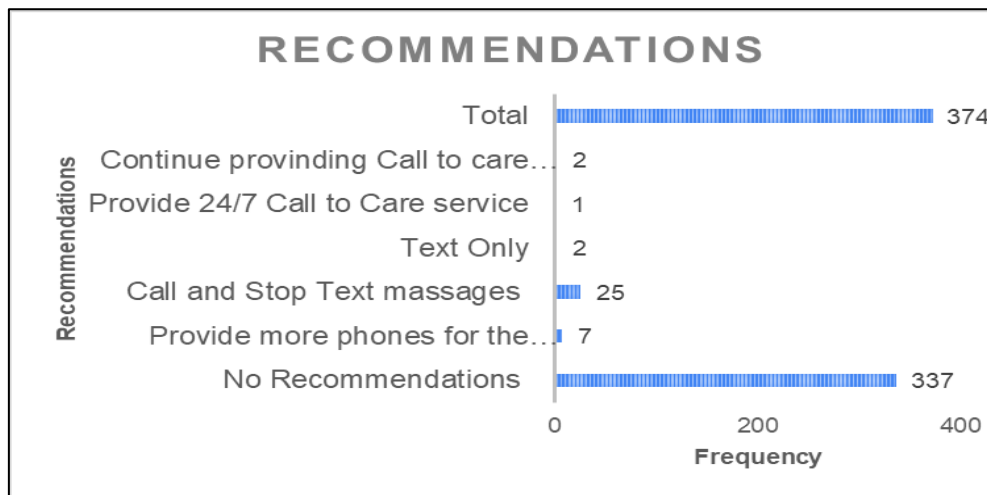 RECOMMENDATIONS
Recommendations
Total 374
Continue provinding Call to care... 2
Provide 24/7 Call to Care service 1
Text Only 2
Call and Stop Text massages 25
Provide more phones for the... 7
No Recommendations 337
0 200 400
Frequency